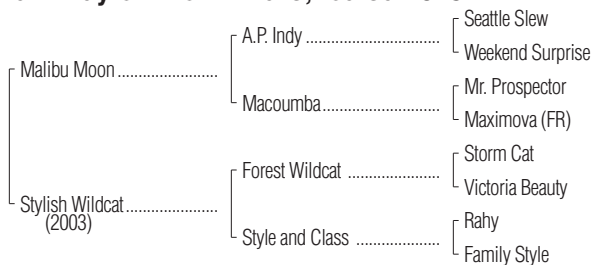 Seattle Slew
A.P. Indy
Weekend Surprise
Malibu Moon
Mr. Prospector
Macoumba
Maximova (FR)
Storm Cat
Forest Wildcat
Victoria Beauty
Stylish Wildcat
(2003)
Rahy
Style and Class
Family Style